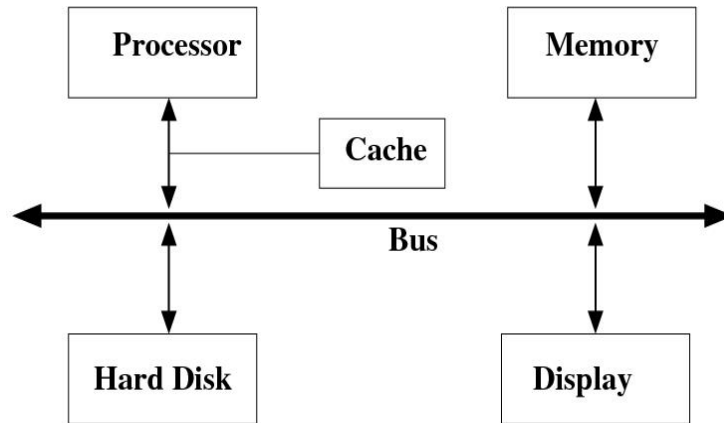 Processor
Memory
Cache
Bus
Hard Disk
Display